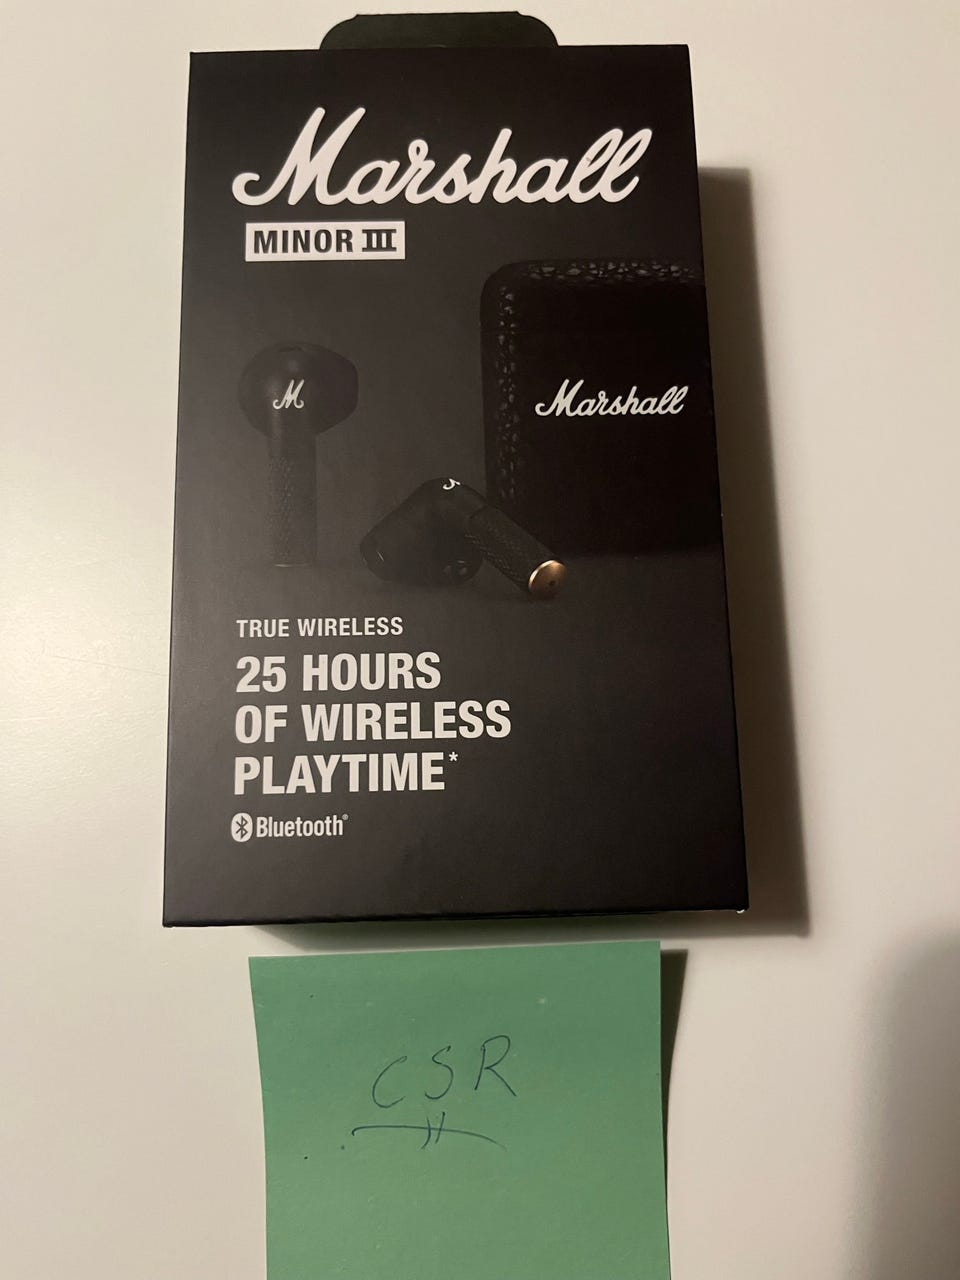 Marshall
MINOR III
M
Marshall
TRUE WIRELESS
25 HOURS
OF WIRELESS
PLAYTIME*
Bluetooth®
CSR